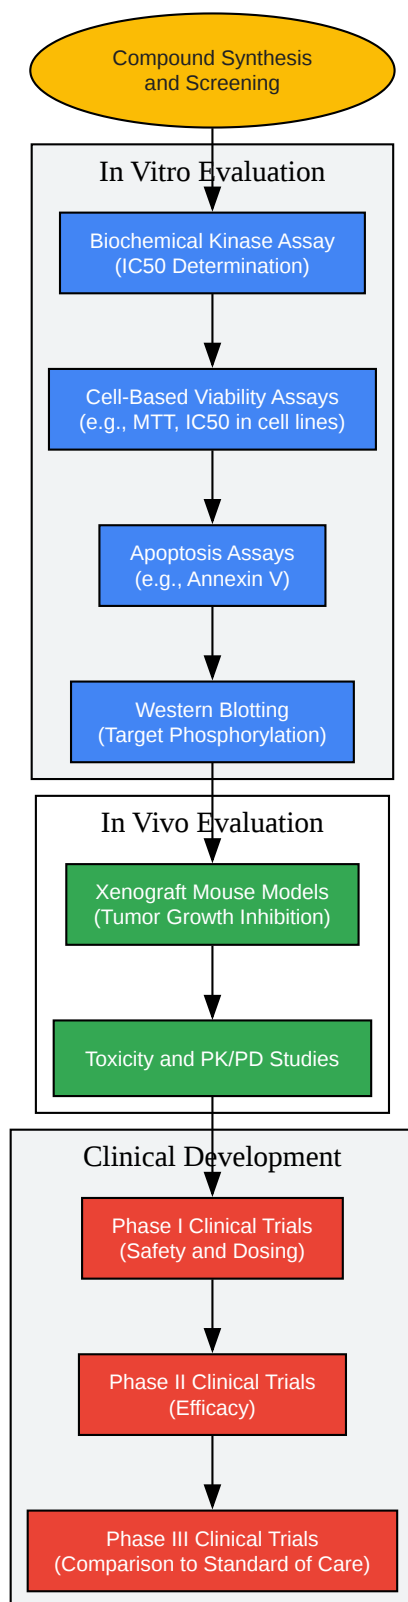 Compound Synthesis
and Screening
In Vitro Evaluation
Biochemical Kinase Assay
(IC50 Determination)
Cell-Based Viability Assays
(e.g., MTT, IC50 in cell lines)
Apoptosis Assays
(e.g., Annexin V)
Western Blotting
(Target Phosphorylation)
In Vivo Evaluation
Xenograft Mouse Models
(Tumor Growth Inhibition)
Toxicity and PK/PD Studies
Clinical Development
Phase I Clinical Trials
(Safety and Dosing)
Phase II Clinical Trials
(Efficacy)
Phase III Clinical Trials
(Comparison to Standard of Care)